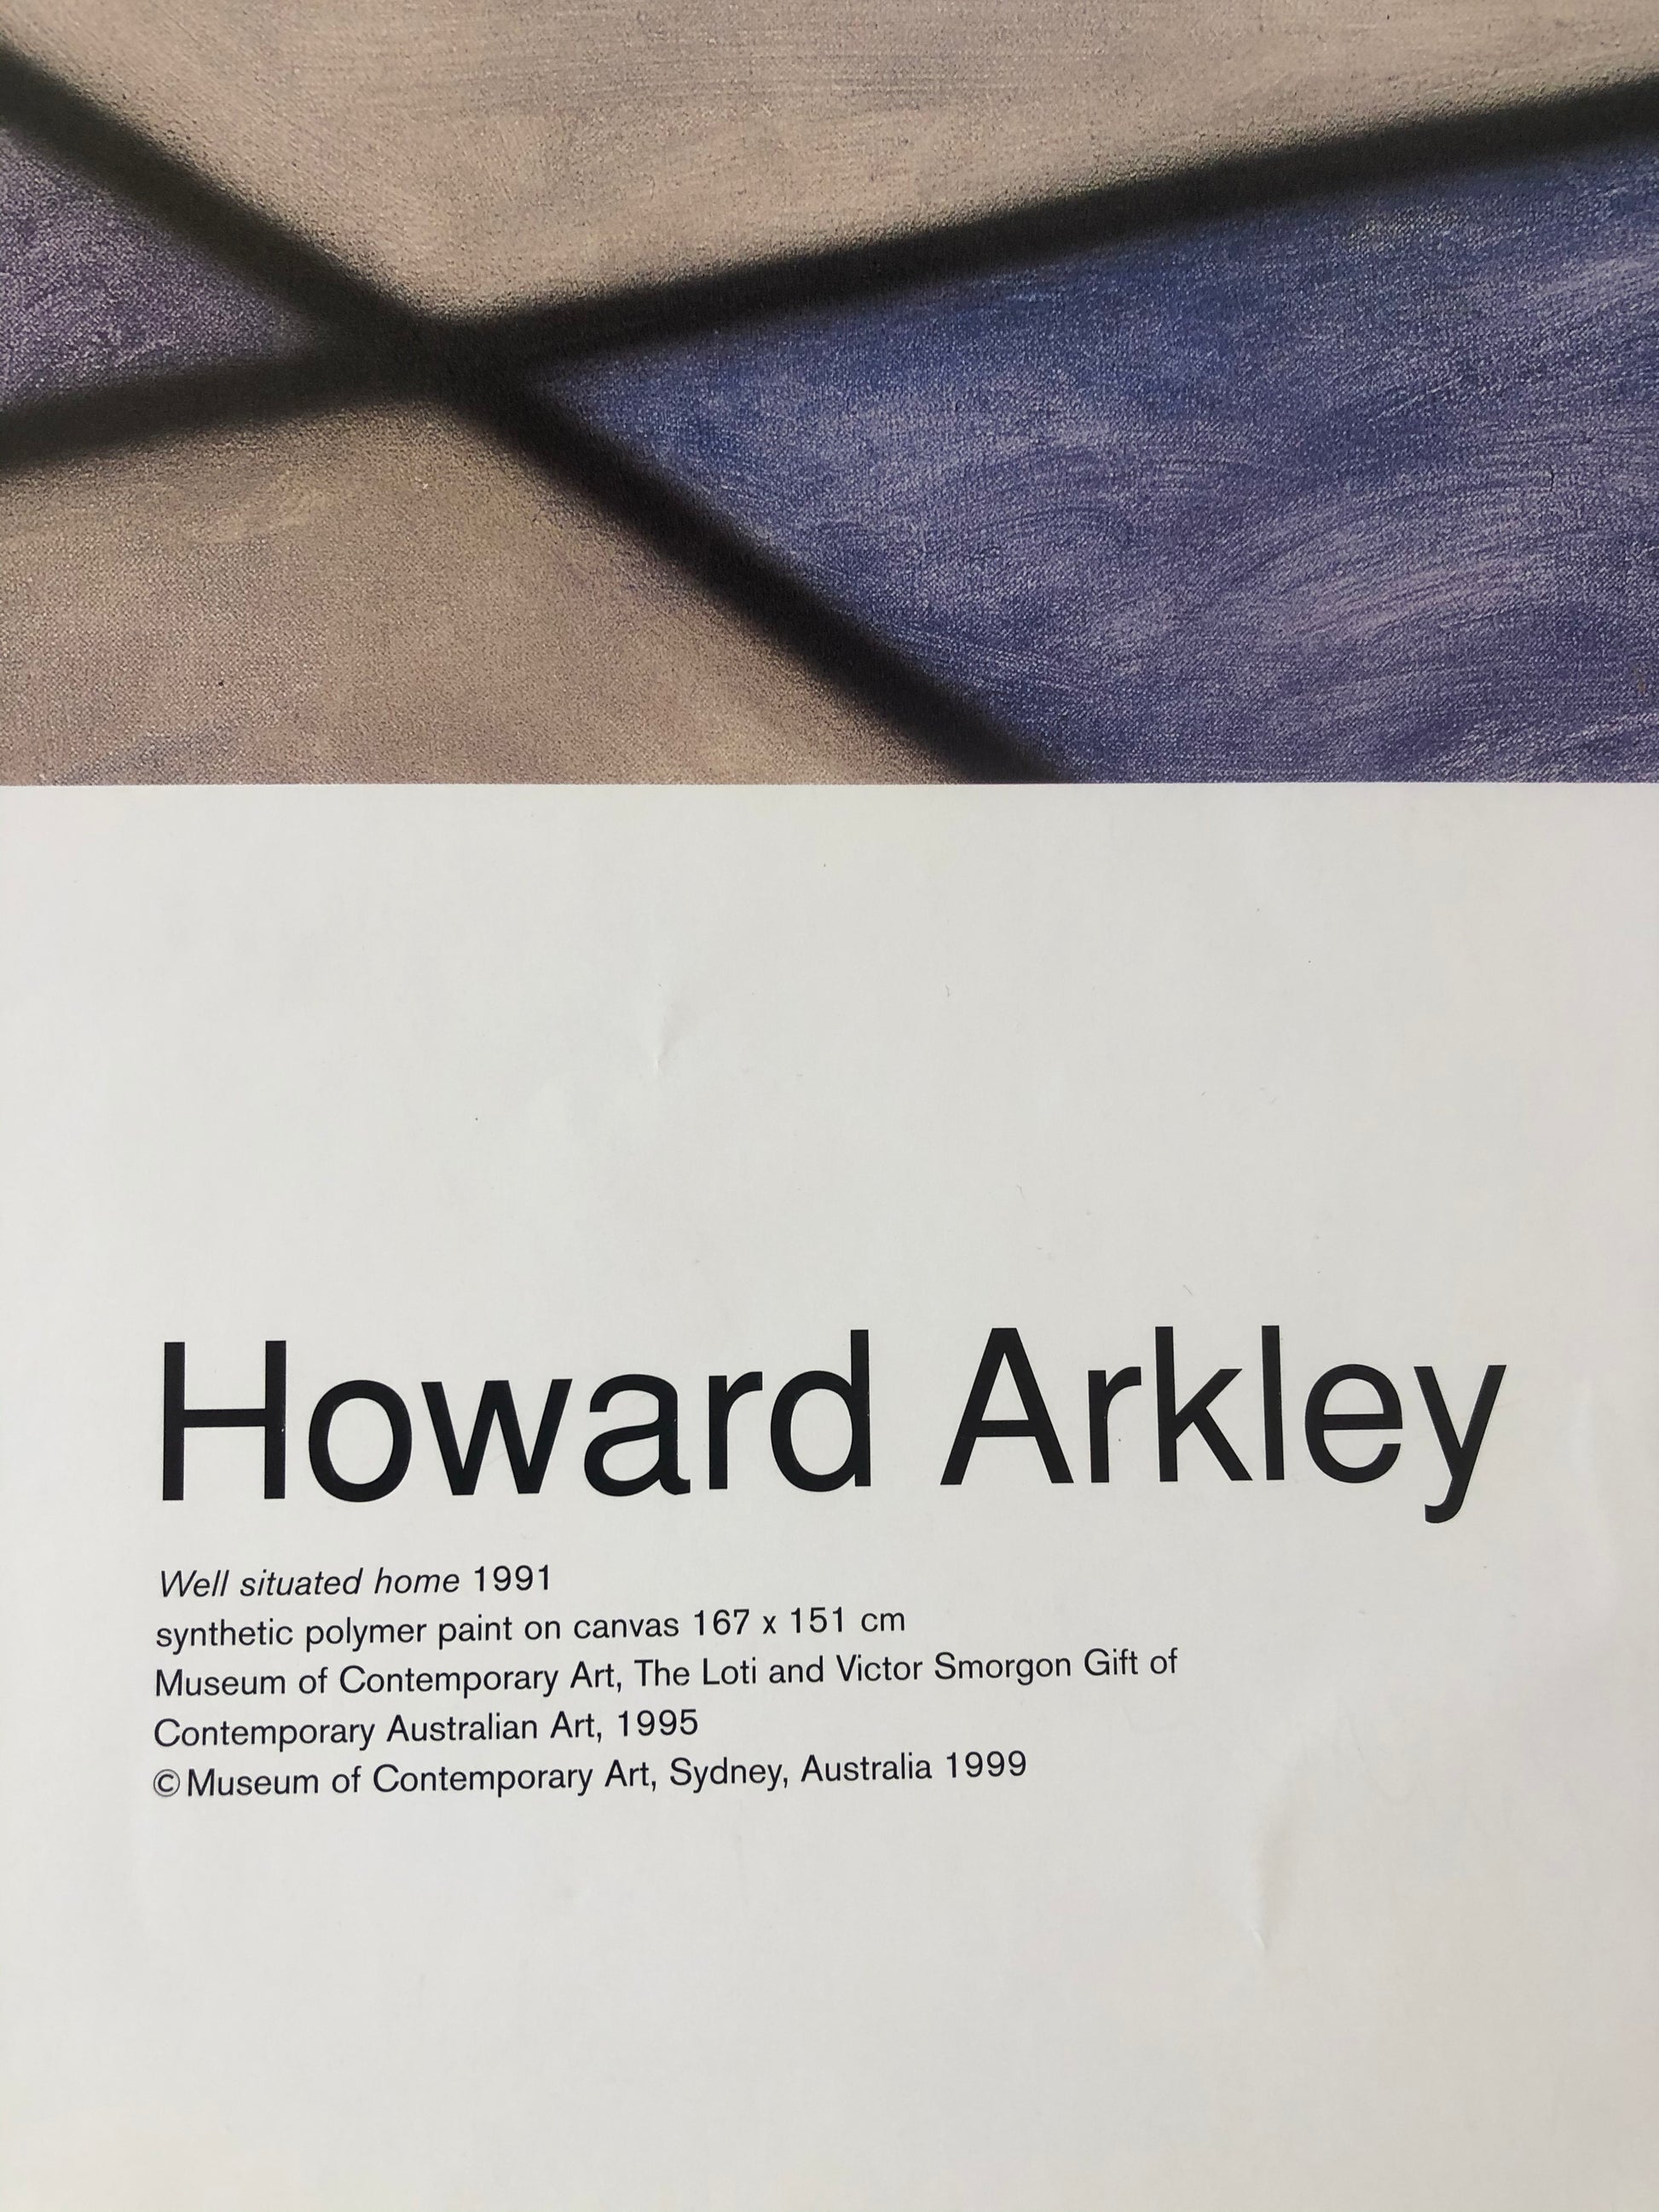 Howard Arkley
Well situated home 1991
synthetic polymer paint on canvas 167 x 151 cm
Museum of Contemporary Art, The Loti and Victor Smorgon Gift of
Contemporary Australian Art, 1995
©Museum of Contemporary Art, Sydney, Australia 1999